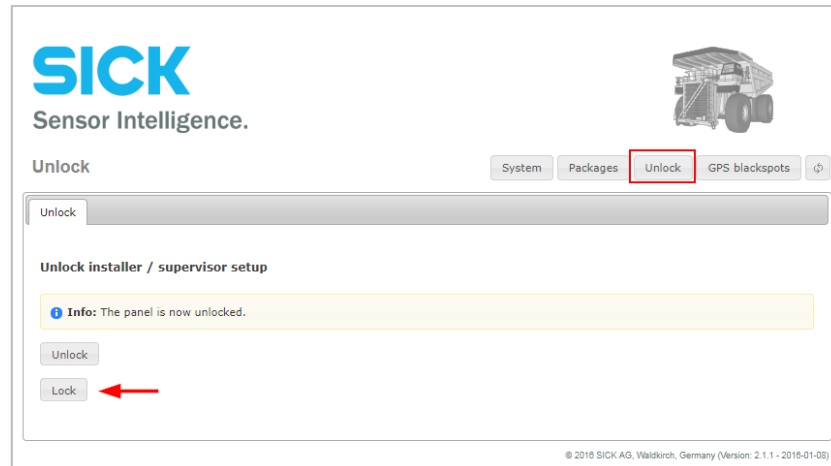 SICK
Sensor Intelligence.
Unlock
System Packages Unlock GPS blackspots
Unlock
Unlock installer / supervisor setup
Info: The panel is now unlocked.
Unlock
Lock
© 2016 SICK AG, Waldkirch, Germany (Version: 2.1.1 - 2016-01-08)